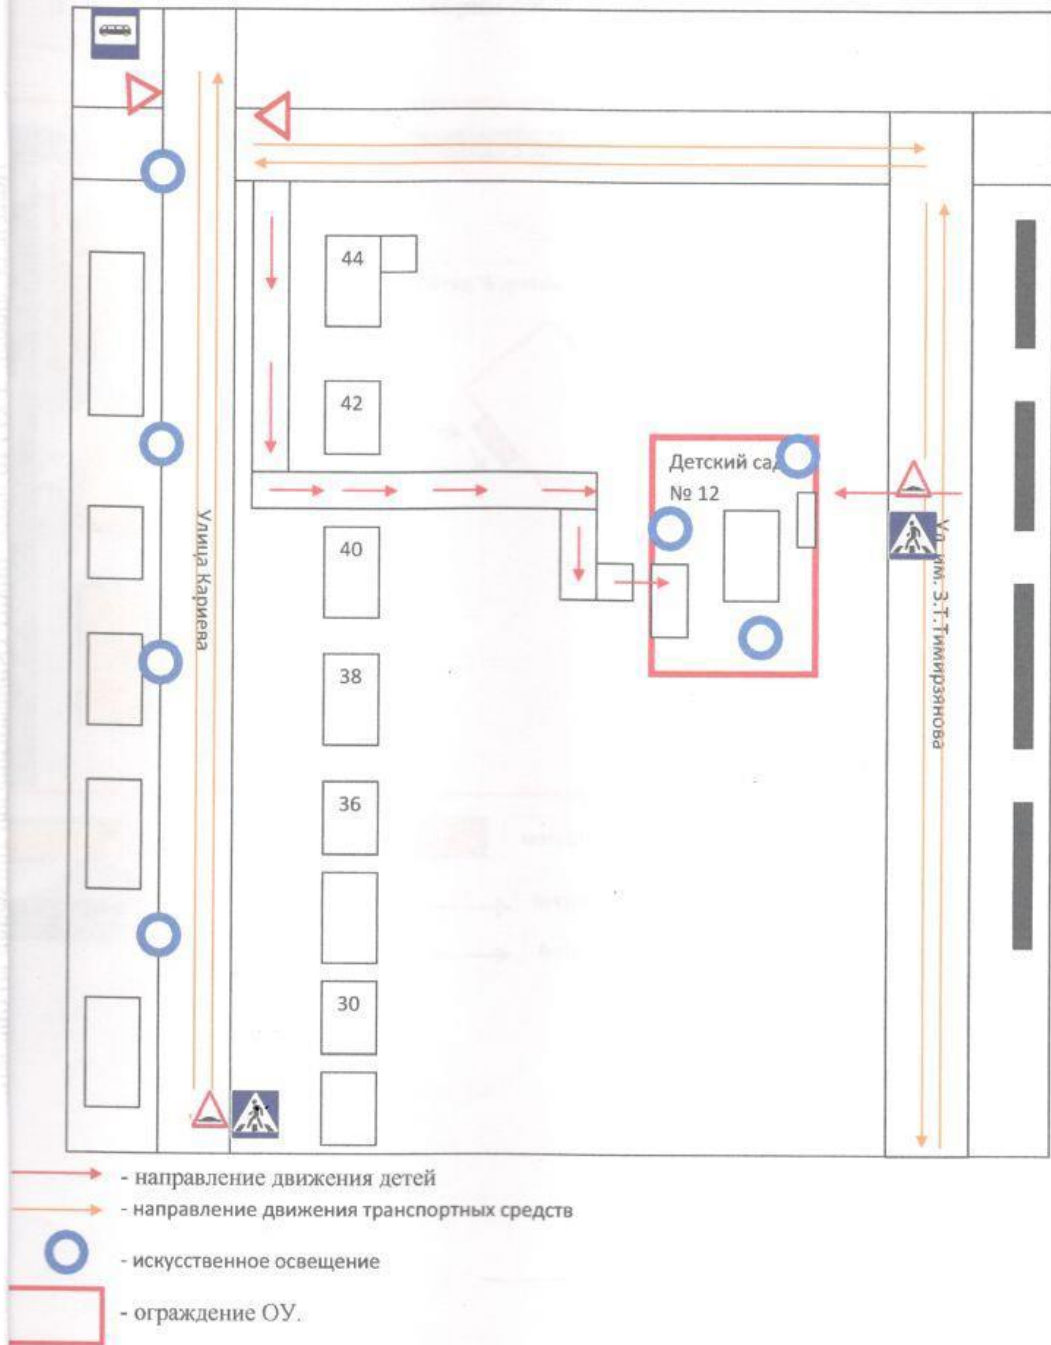 44
42
Детский сад
№ 12
40
Улица Кариева
Ул. им. З.Т.Тимирзянова
38
36
30
- направление движения детей
- направление движения транспортных средств
- искусственное освещение
- ограждение ОУ.